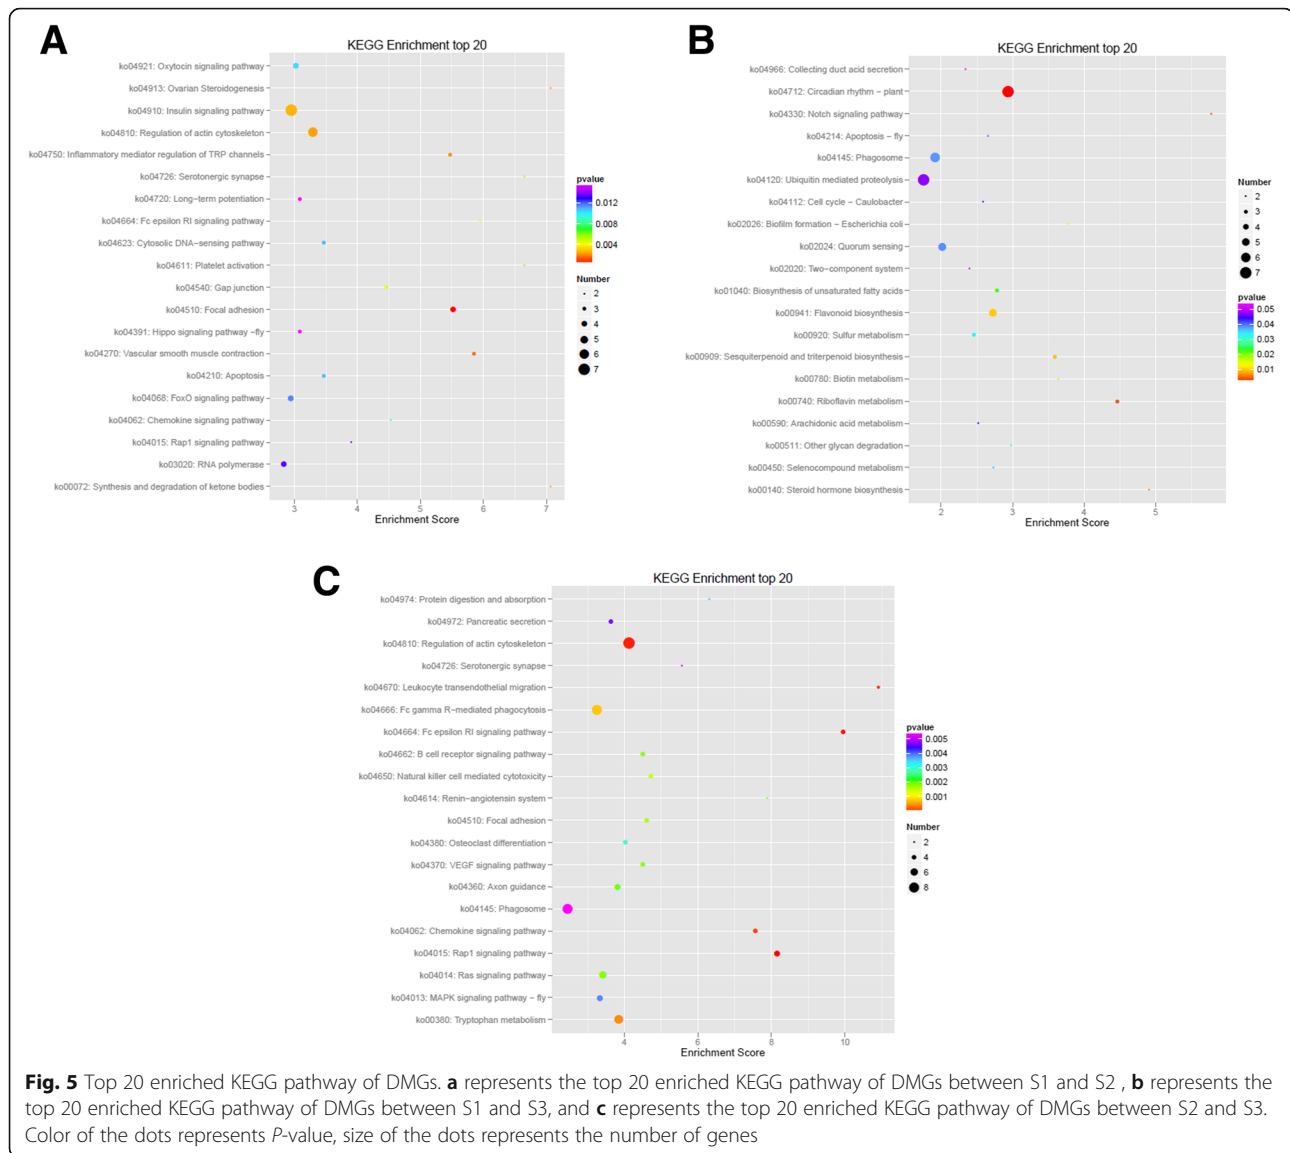 A
KEGG Enrichment top 20
ko04921: Oxytocin signaling pathway
ko04913: Ovarian Steroidogenesis
ko04910: Insulin signaling pathway
ko04810: Regulation of actin cytoskeleton
ko04750: Inflammatory mediator regulation of TRP channels
ko04726: Serotonergic synapse
ko04720: Long−term potentiation
ko04664: Fc epsilon RI signaling pathway
ko04623: Cytosolic DNA−sensing pathway
ko04611: Platelet activation
ko04540: Gap junction
ko04510: Focal adhesion
ko04391: Hippo signaling pathway −fly
ko04270: Vascular smooth muscle contraction
ko04210: Apoptosis
ko04068: FoxO signaling pathway
ko04062: Chemokine signaling pathway
ko04015: Rap1 signaling pathway
ko03020: RNA polymerase
ko00072: Synthesis and degradation of ketone bodies
3 4 5 6 7
Enrichment Score
pvalue
0.012
0.004
Number
2
3
4
5
6
7
B
KEGG Enrichment top 20
ko04966: Collecting duct acid secretion
ko04712: Circadian rhythm − plant
ko04330: Notch signaling pathway
ko04214: Apoptosis − fly
ko04145: Phagosome
ko04120: Ubiquitin mediated proteolysis
ko04112: Cell cycle − Caulobacter
ko02026: Biofilm formation − Escherichia coli
ko02024: Quorum sensing
ko02020: Two−component system
ko01040: Biosynthesis of unsaturated fatty acids
ko00941: Flavonoid biosynthesis
ko00920: Sulfur metabolism
ko00909: Sesquiterpenoid and triterpenoid biosynthesis
ko00780: Biotin metabolism
ko00740: Riboflavin metabolism
ko00590: Arachidonic acid metabolism
ko00511: Other glycan degradation
ko00450: Selenocompound metabolism
ko00140: Steroid hormone biosynthesis
2 3 4 5
Enrichment Score
Number
2
3
4
5
6
7
pvalue
0.05
0.04
0.03
0.02
0.01
C
KEGG Enrichment top 20
ko04974: Protein digestion and absorption
ko04972: Pancreatic secretion
ko04810: Regulation of actin cytoskeleton
ko04726: Serotonergic synapse
ko04670: Leukocyte transendothelial migration
ko04666: Fc gamma R−mediated phagocytosis
ko04664: Fc epsilon RI signaling pathway
ko04662: B cell receptor signaling pathway
ko04650: Natural killer cell mediated cytotoxicity
ko04614: Renin−angiotensin system
ko04510: Focal adhesion
ko04380: Osteoclast differentiation
ko04370: VEGF signaling pathway
ko04360: Axon guidance
ko04145: Phagosome
ko04062: Chemokine signaling pathway
ko04015: Rap1 signaling pathway
ko04014: Ras signaling pathway
ko04013: MAPK signaling pathway − fly
ko00380: Tryptophan metabolism
4 6 8 10
Enrichment Score
pvalue
0.005
0.004
0.003
0.002
0.001
Number
2
4
6
8
Fig. 5 Top 20 enriched KEGG pathway of DMGs. a represents the top 20 enriched KEGG pathway of DMGs between S1 and S2 , b represents the
top 20 enriched KEGG pathway of DMGs between S1 and S3, and c represents the top 20 enriched KEGG pathway of DMGs between S2 and S3.
Color of the dots represents P-value, size of the dots represents the number of genes